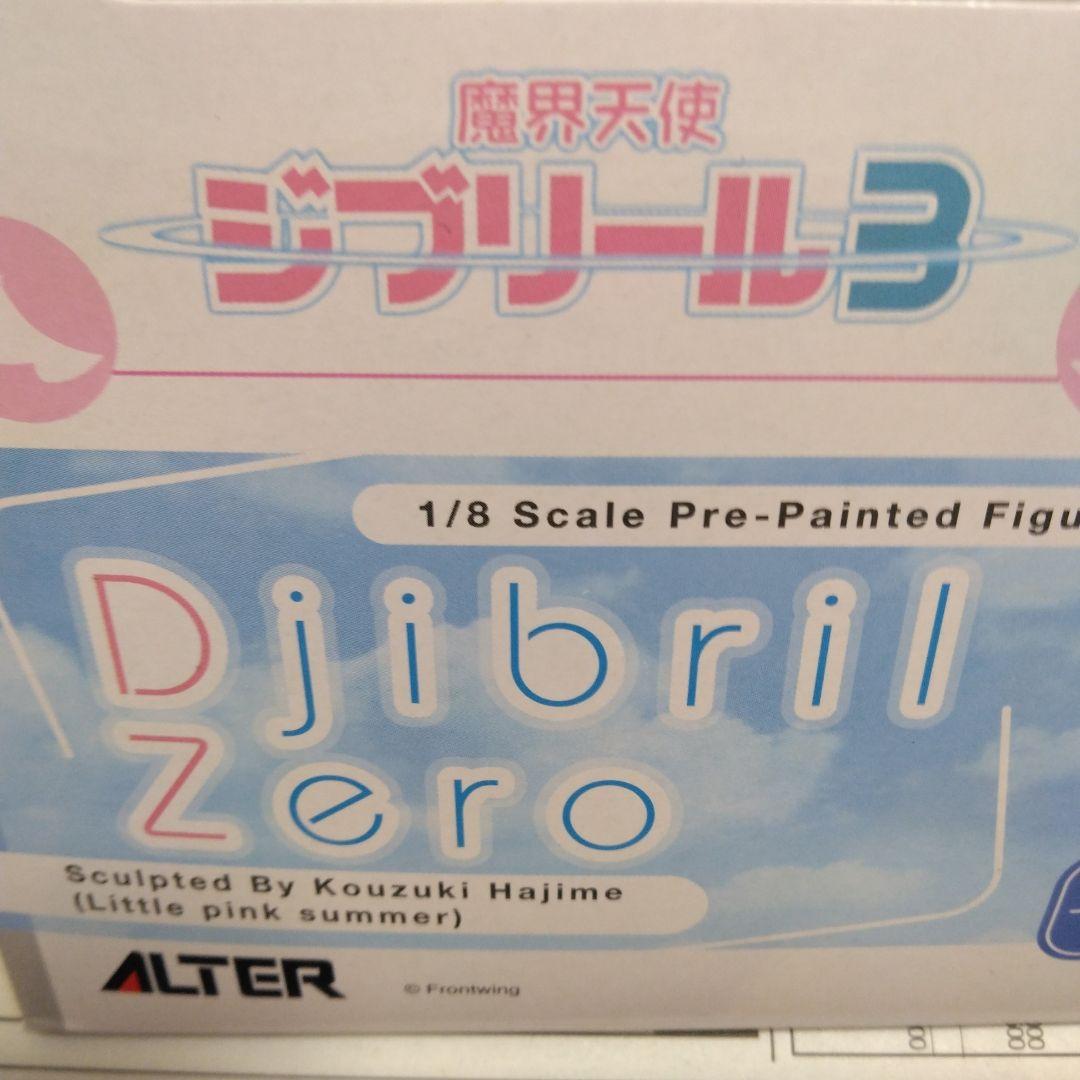 魔界天使
ジブリール3
1/8 Scale Pre-Painted Figu
Djibril
Zero
Sculpted By Kouzuki Hajime
(Little pink summer)
ALTER
© Frontwing